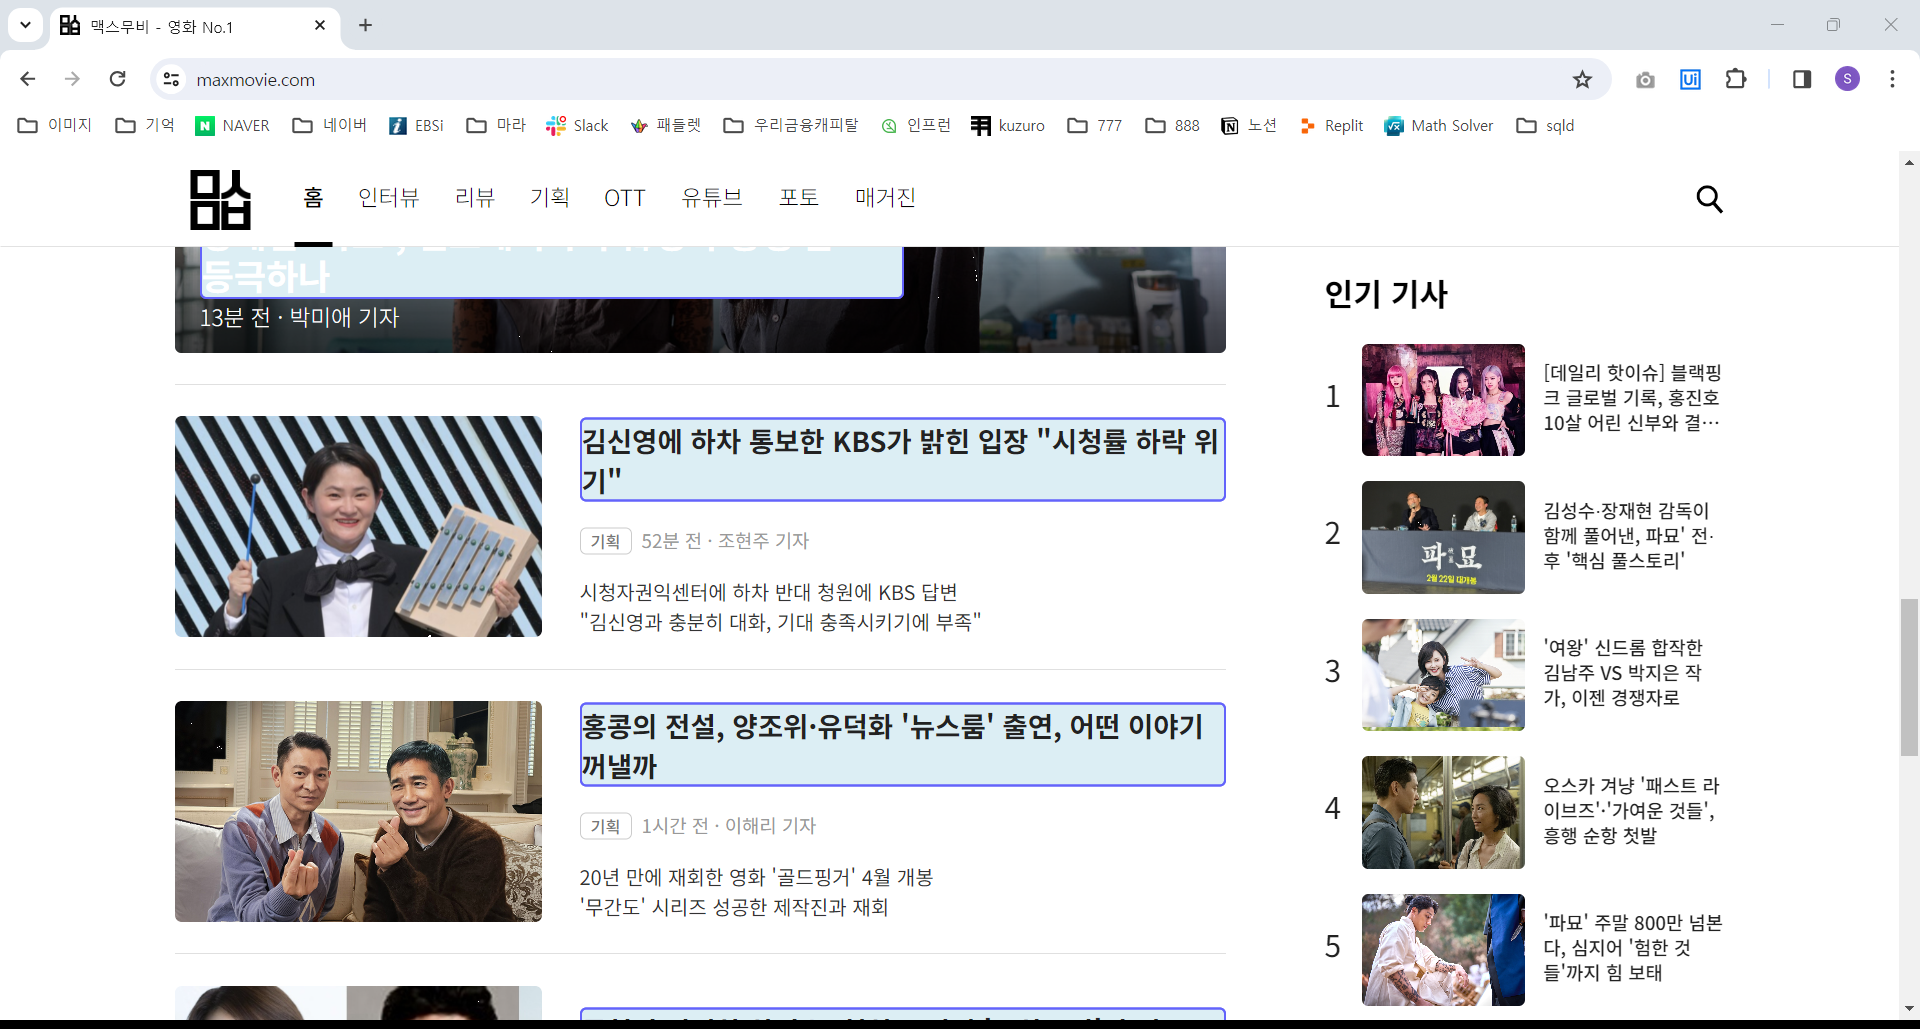 맥스무비 - 영화 No.1
maxmovie.com
이미지
기억
NAVER
네이버
EBSi
마라
Slack
패들렛
우리금융캐피탈
인프런
kuzuro
777
888
노션
Replit
Math Solver
sqld
홈
인터뷰
리뷰
기획
OTT
유튜브
포토
매거진
등극하나
13분 전 · 박미애 기자
김신영에 하차 통보한 KBS가 밝힌 입장 "시청률 하락 위
기"
기획 52분 전 · 조현주 기자
시청자권익센터에 하차 반대 청원에 KBS 답변
"김신영과 충분히 대화, 기대 충족시키기에 부족"
홍콩의 전설, 양조위·유덕화 '뉴스룸' 출연, 어떤 이야기
꺼낼까
기획 1시간 전 · 이해리 기자
20년 만에 재회한 영화 '골드핑거' 4월 개봉
'무간도' 시리즈 성공한 제작진과 재회
인기 기사
1
[데일리 핫이슈] 블랙핑
크 글로벌 기록, 홍진호
10살 어린 신부와 결…
2
파묘
2월 22일 대개봉
김성수·장재현 감독이
함께 풀어낸, 파묘' 전·
후 '핵심 풀스토리'
3
'여왕' 신드롬 합작한
김남주 VS 박지은 작
가, 이젠 경쟁자로
4
오스카 겨냥 '패스트 라
이브즈'·'가여운 것들',
흥행 순항 첫발
5
'파묘' 주말 800만 넘본
다, 심지어 '험한 것
들'까지 힘 보태